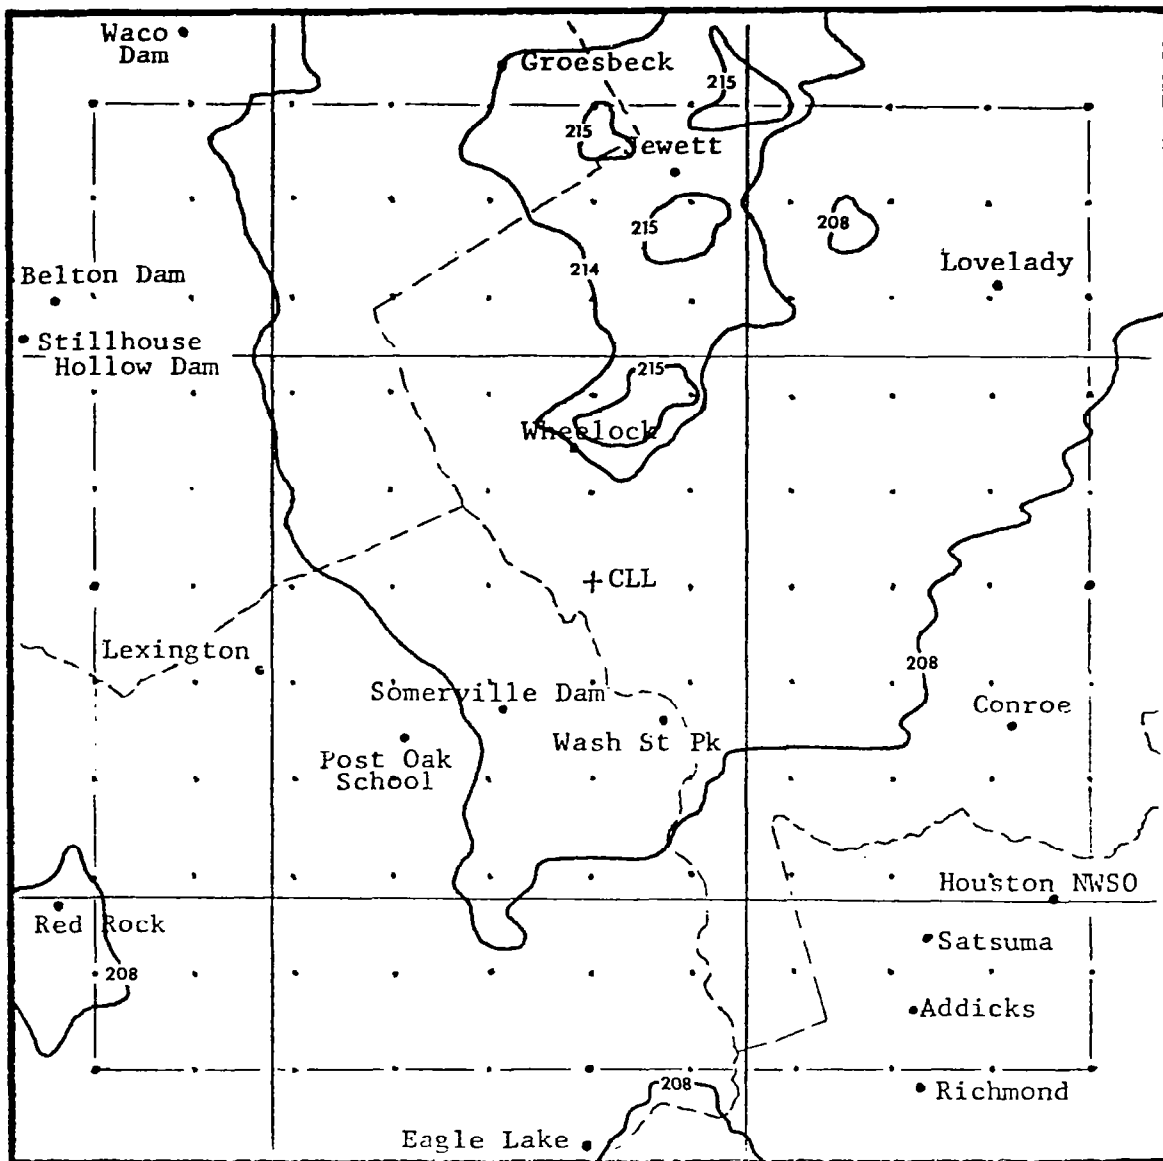 Waco
Dam
Groesbeck
215
215
Jewett
215
208
214
Belton Dam
Lovelady
Stillhouse
Hollow Dam
215
Wheelock
CLL
Lexington
208
Somerville Dam
Conroe
Wash St Pk
Post Oak
School
Houston NWSO
Red Rock
Satsuma
208
Addicks
208
Richmond
Eagle Lake